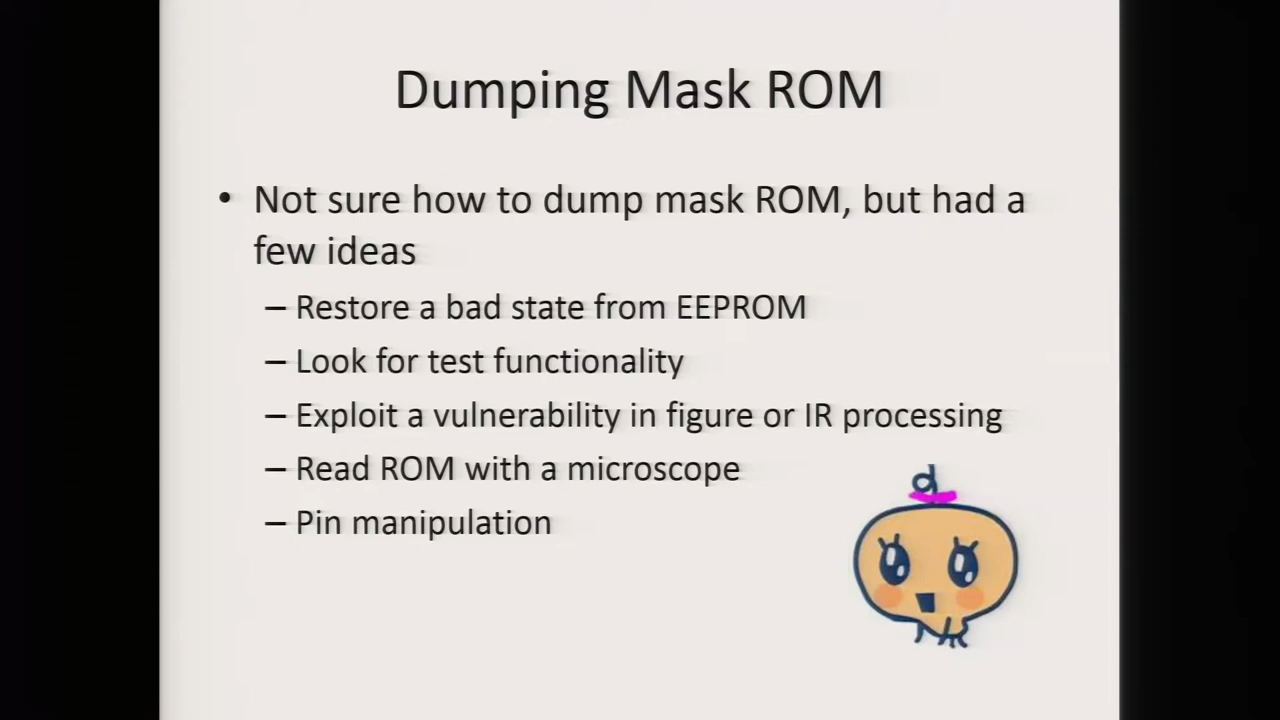 Dumping Mask ROM
• Not sure how to dump mask ROM, but had a
few ideas
– Restore a bad state from EEPROM
– Look for test functionality
– Exploit a vulnerability in figure or IR processing
– Read ROM with a microscope
– Pin manipulation